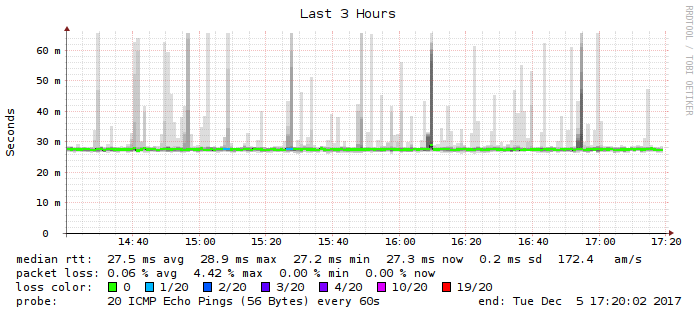 Last 3 Hours
RRDTOOL / TOBI OETIKER
Seconds
60 m
50 m
40 m
30 m
20 m
10 m
0
14:40 15:00 15:20 15:40 16:00 16:20 16:40 17:00 17:20
median rtt: 27.5 ms avg 28.9 ms max 27.2 ms min 27.3 ms now 0.2 ms sd 172.4 am/s
packet loss: 0.06 % avg 4.42 % max 0.00 % min 0.00 % now
loss color: 0 1/20 2/20 3/20 4/20 10/20 19/20
probe: 20 ICMP Echo Pings (56 Bytes) every 60s end: Tue Dec 5 17:20:02 2017